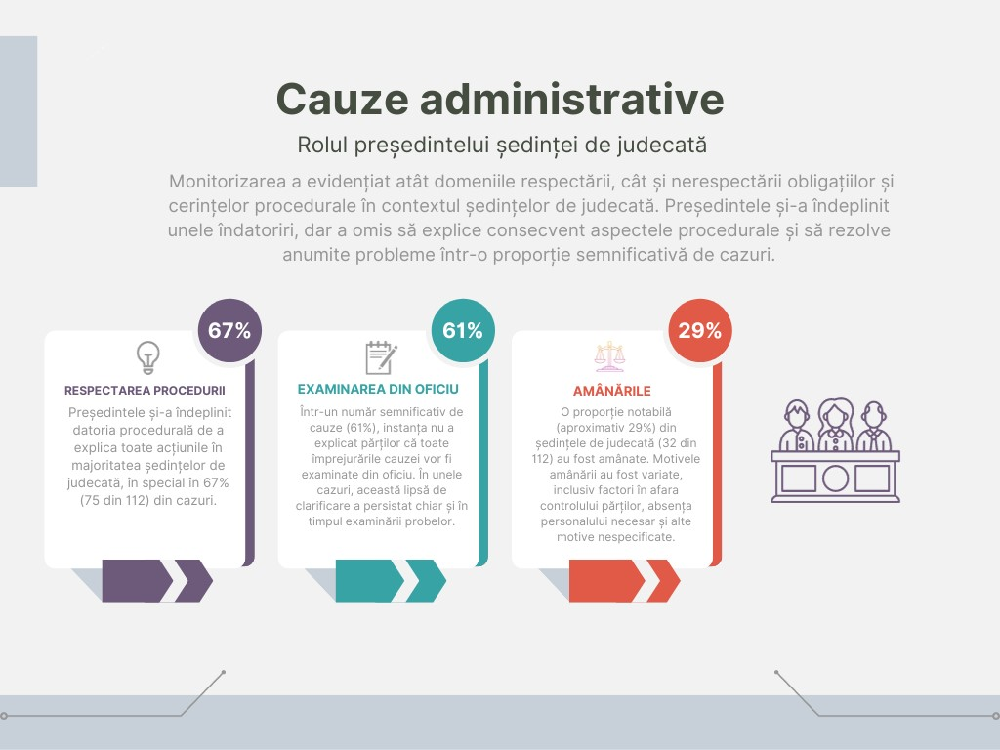 Cauze administrative
Rolul președintelui ședinței de judecată
Monitorizarea a evidențiat atât domeniile respectării, cât și nerespectării obligațiilor și
cerințelor procedurale în contextul ședințelor de judecată. Președintele și-a îndeplinit
unele îndatoriri, dar a omis să explice consecvent aspectele procedurale și să rezolve
anumite probleme într-o proporție semnificativă de cazuri.
67%
RESPECTAREA PROCEDURII
Președintele și-a îndeplinit
datoria procedurală de a
explica toate acțiunile în
majoritatea ședințelor de
judecată, în special în 67%
(75 din 112) din cazuri.
61%
EXAMINAREA DIN OFICIU
Într-un număr semnificativ de
cauze (61%), instanța nu a
explicat părților că toate
împrejurările cauzei vor fi
examinate din oficiu. În unele
cazuri, această lipsă de
clarificare a persistat chiar și în
timpul examinării probelor.
29%
AMÂNĂRILE
O proporție notabilă
(aproximativ 29%) din
ședințele de judecată (32 din
112) au fost amânate. Motivele
amânării au fost variate,
inclusiv factori în afara
controlului părților, absența
personalului necesar și alte
motive nespecificate.